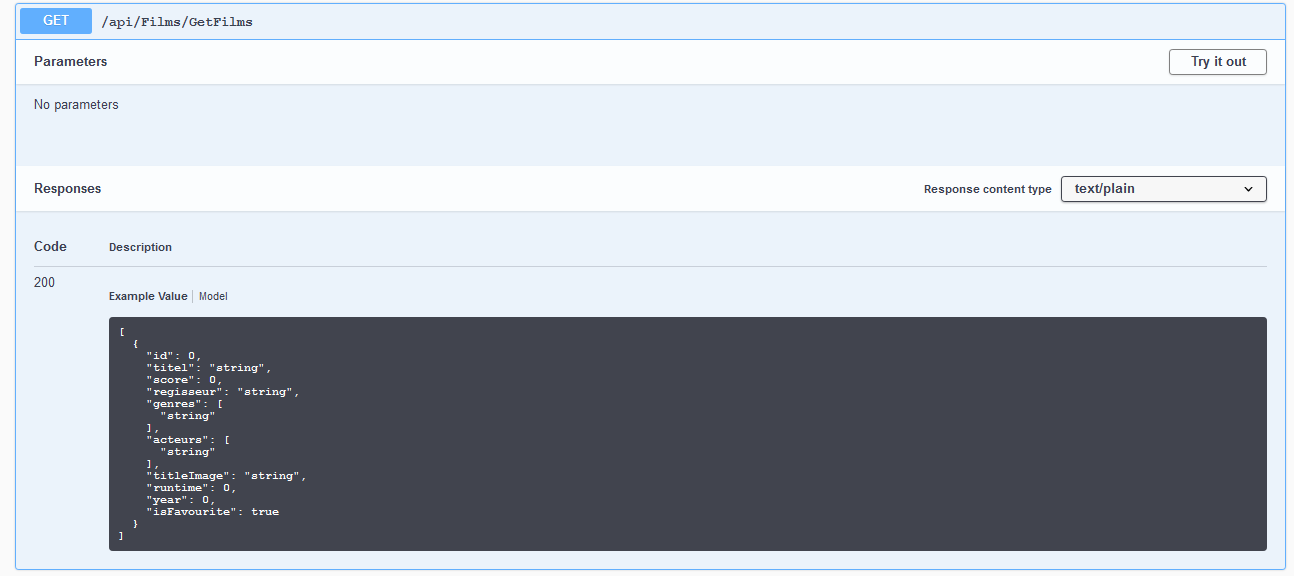 GET /api/Films/GetFilms
Parameters Try it out
No parameters
Responses Response content type text/plain
Code Description
200
Example Value Model
[
  {
    "id": 0,
    "titel": "string",
    "score": 0,
    "regisseur": "string",
    "genres": [
      "string"
    ],
    "acteurs": [
      "string"
    ],
    "titleImage": "string",
    "runtime": 0,
    "year": 0,
    "isFavourite": true
  }
]